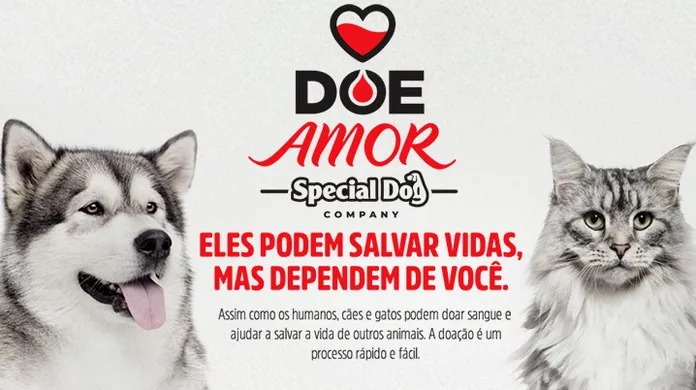 DOE
AMOR
Special Dog
COMPANY
ELES PODEM SALVAR VIDAS,
MAS DEPENDEM DE VOCÊ.
Assim como os humanos, cães e gatos podem doar sangue e
ajudar a salvar a vida de outros animais. A doação é um
processo rápido e fácil.